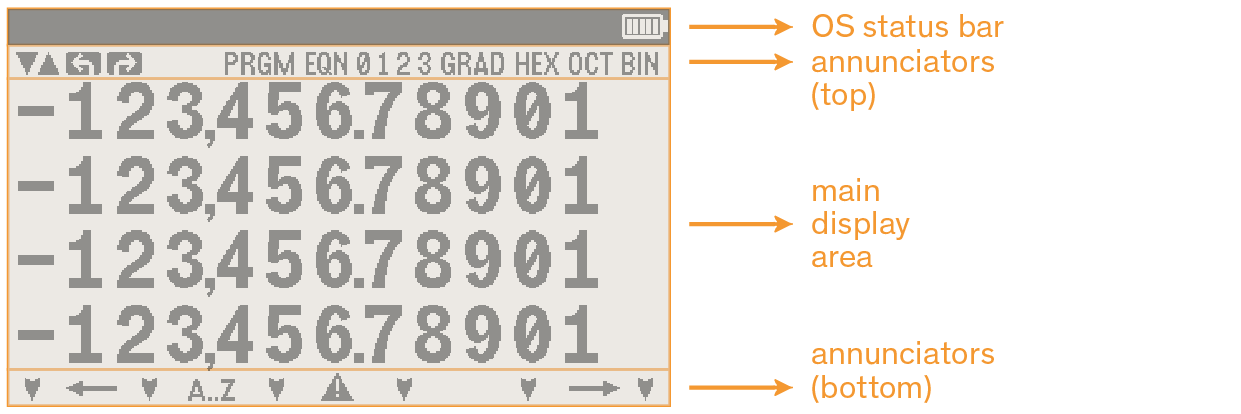 OS status bar
▼▲ PRGM EQN 0 1 2 3 GRAD HEX OCT BIN
annunciators
(top)
-123,456.78901
-123,456.78901
-123,456.78901
-123,456.78901
main
display
area
A..Z
annunciators
(bottom)